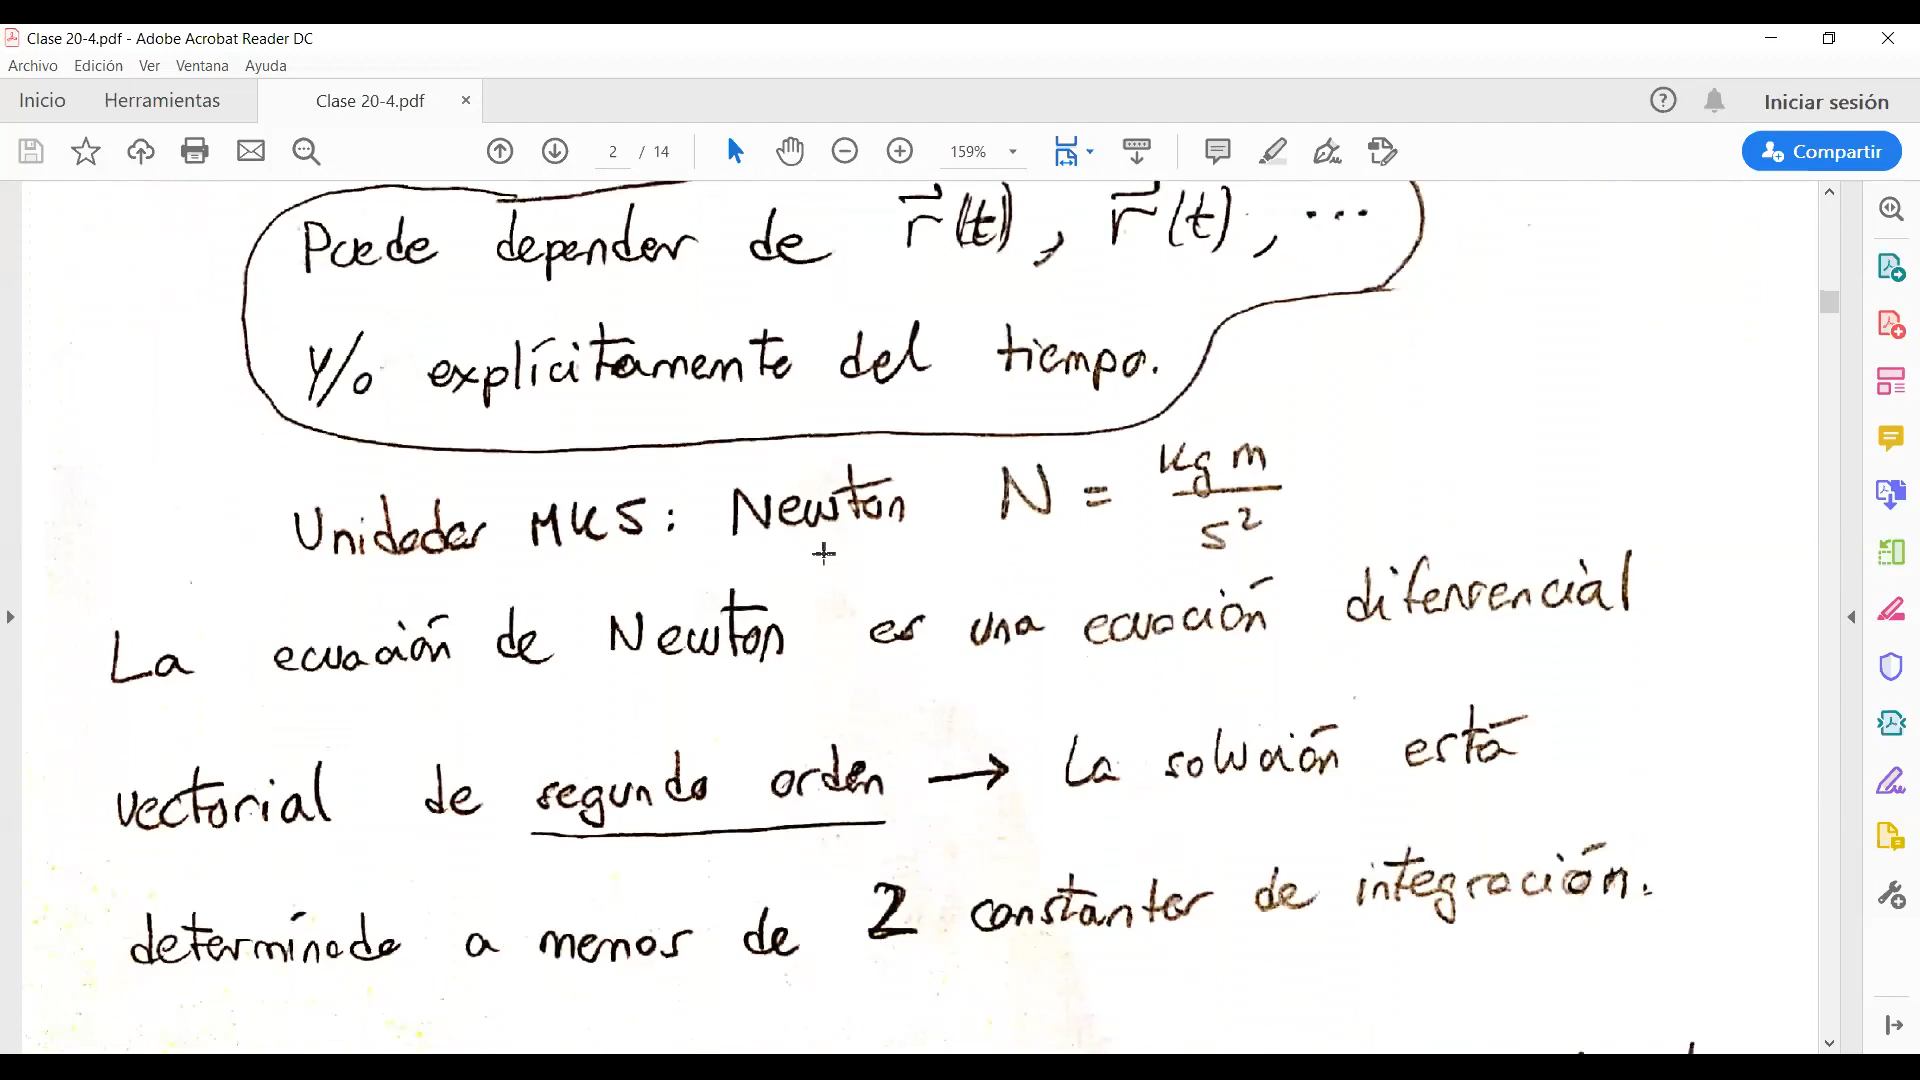 Clase 20-4.pdf - Adobe Acrobat Reader DC
Archivo Edición Ver Ventana Ayuda
Inicio Herramientas Clase 20-4.pdf × Iniciar sesión
2 / 14 159% Compartir
Puede depender de r⃗(t), r⃗(t), ...
Y/o explícitamente del tiempo.
Unidades MKS: Newton N = kg m / s²
La ecuación de Newton es una ecuación diferencial
vectorial de segundo orden → La solución está
determinada a menos de 2 constantes de integración.